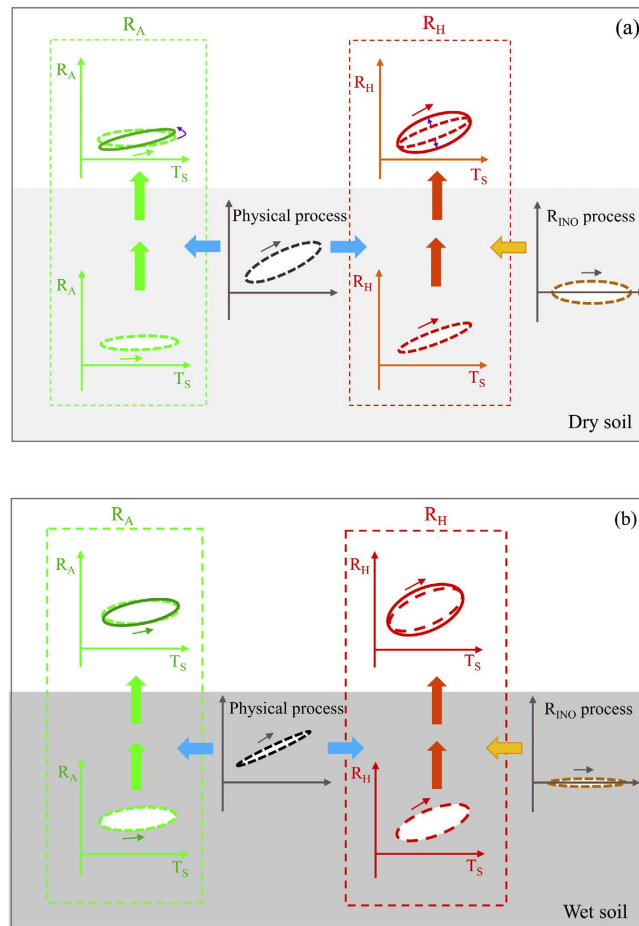 (a)
R_A
R_H
R_A
R_H
T_S
T_S
Physical process
R_INO process
R_A
R_H
T_S
T_S
Dry soil
(b)
R_A
R_H
R_A
R_H
T_S
T_S
Physical process
R_INO process
R_A
R_H
T_S
T_S
Wet soil